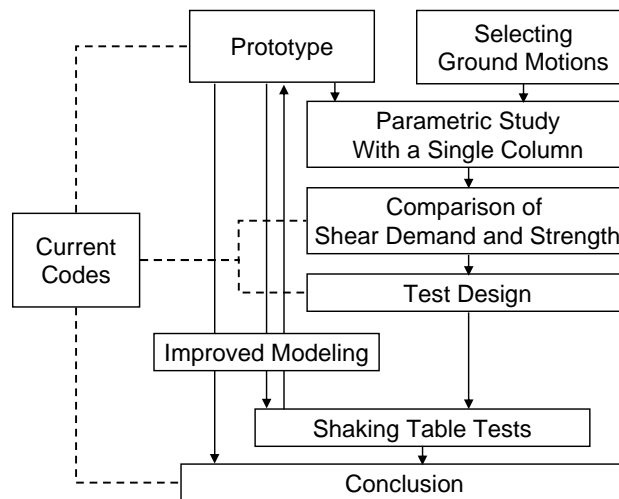 Prototype
Selecting
Ground Motions
Parametric Study
With a Single Column
Comparison of
Shear Demand and Strength
Current
Codes
Test Design
Improved Modeling
Shaking Table Tests
Conclusion